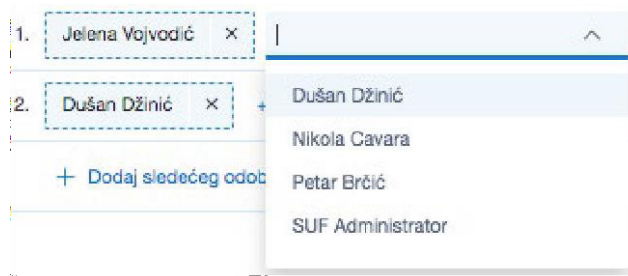 1. Jelena Vojvodić ×
2. Dušan Džinić × +
+ Dodaj sledećeg odob
Dušan Džinić
Nikola Cavara
Petar Brčić
SUF Administrator